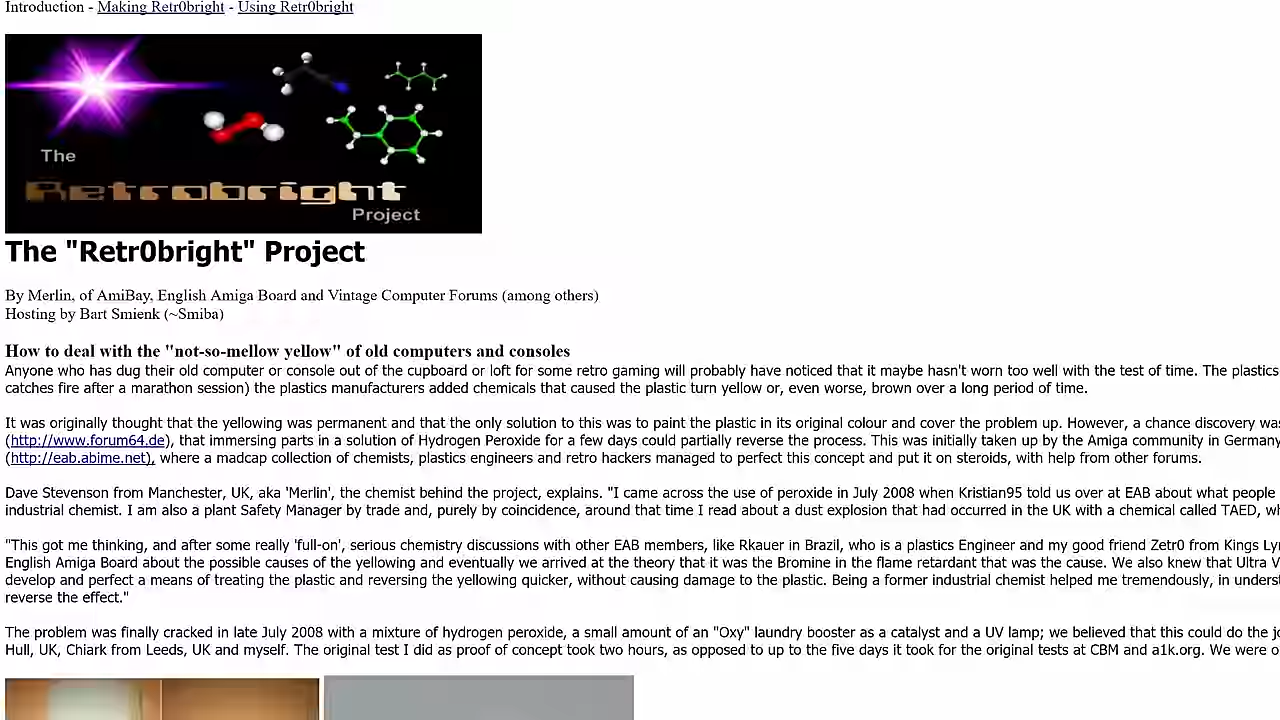 Introduction - Making Retr0bright - Using Retr0bright
The
Retrobright
Project
The "Retr0bright" Project
By Merlin, of AmiBay, English Amiga Board and Vintage Computer Forums (among others)
Hosting by Bart Smienk (~Smiba)
How to deal with the "not-so-mellow yellow" of old computers and consoles
Anyone who has dug their old computer or console out of the cupboard or loft for some retro gaming will probably have noticed that it maybe hasn't worn too well with the test of time. The plastics
catches fire after a marathon session) the plastics manufacturers added chemicals that caused the plastic turn yellow or, even worse, brown over a long period of time.
It was originally thought that the yellowing was permanent and that the only solution to this was to paint the plastic in its original colour and cover the problem up. However, a chance discovery was
(http://www.forum64.de), that immersing parts in a solution of Hydrogen Peroxide for a few days could partially reverse the process. This was initially taken up by the Amiga community in Germany
(http://eab.abime.net), where a madcap collection of chemists, plastics engineers and retro hackers managed to perfect this concept and put it on steroids, with help from other forums.
Dave Stevenson from Manchester, UK, aka 'Merlin', the chemist behind the project, explains. "I came across the use of peroxide in July 2008 when Kristian95 told us over at EAB about what people
industrial chemist. I am also a plant Safety Manager by trade and, purely by coincidence, around that time I read about a dust explosion that had occurred in the UK with a chemical called TAED,
"This got me thinking, and after some really 'full-on', serious chemistry discussions with other EAB members, like Rkauer in Brazil, who is a plastics Engineer and my good friend Zetr0 from Kings
English Amiga Board about the possible causes of the yellowing and eventually we arrived at the theory that it was the Bromine in the flame retardant that was the cause. We also knew that Ultra
develop and perfect a means of treating the plastic and reversing the yellowing quicker, without causing damage to the plastic. Being a former industrial chemist helped me tremendously, in
reverse the effect."
The problem was finally cracked in late July 2008 with a mixture of hydrogen peroxide, a small amount of an "Oxy" laundry booster as a catalyst and a UV lamp; we believed that this could do the
Hull, UK, Chiark from Leeds, UK and myself. The original test I did as proof of concept took two hours, as opposed to up to the five days it took for the original tests at CBM and a1k.org. We were